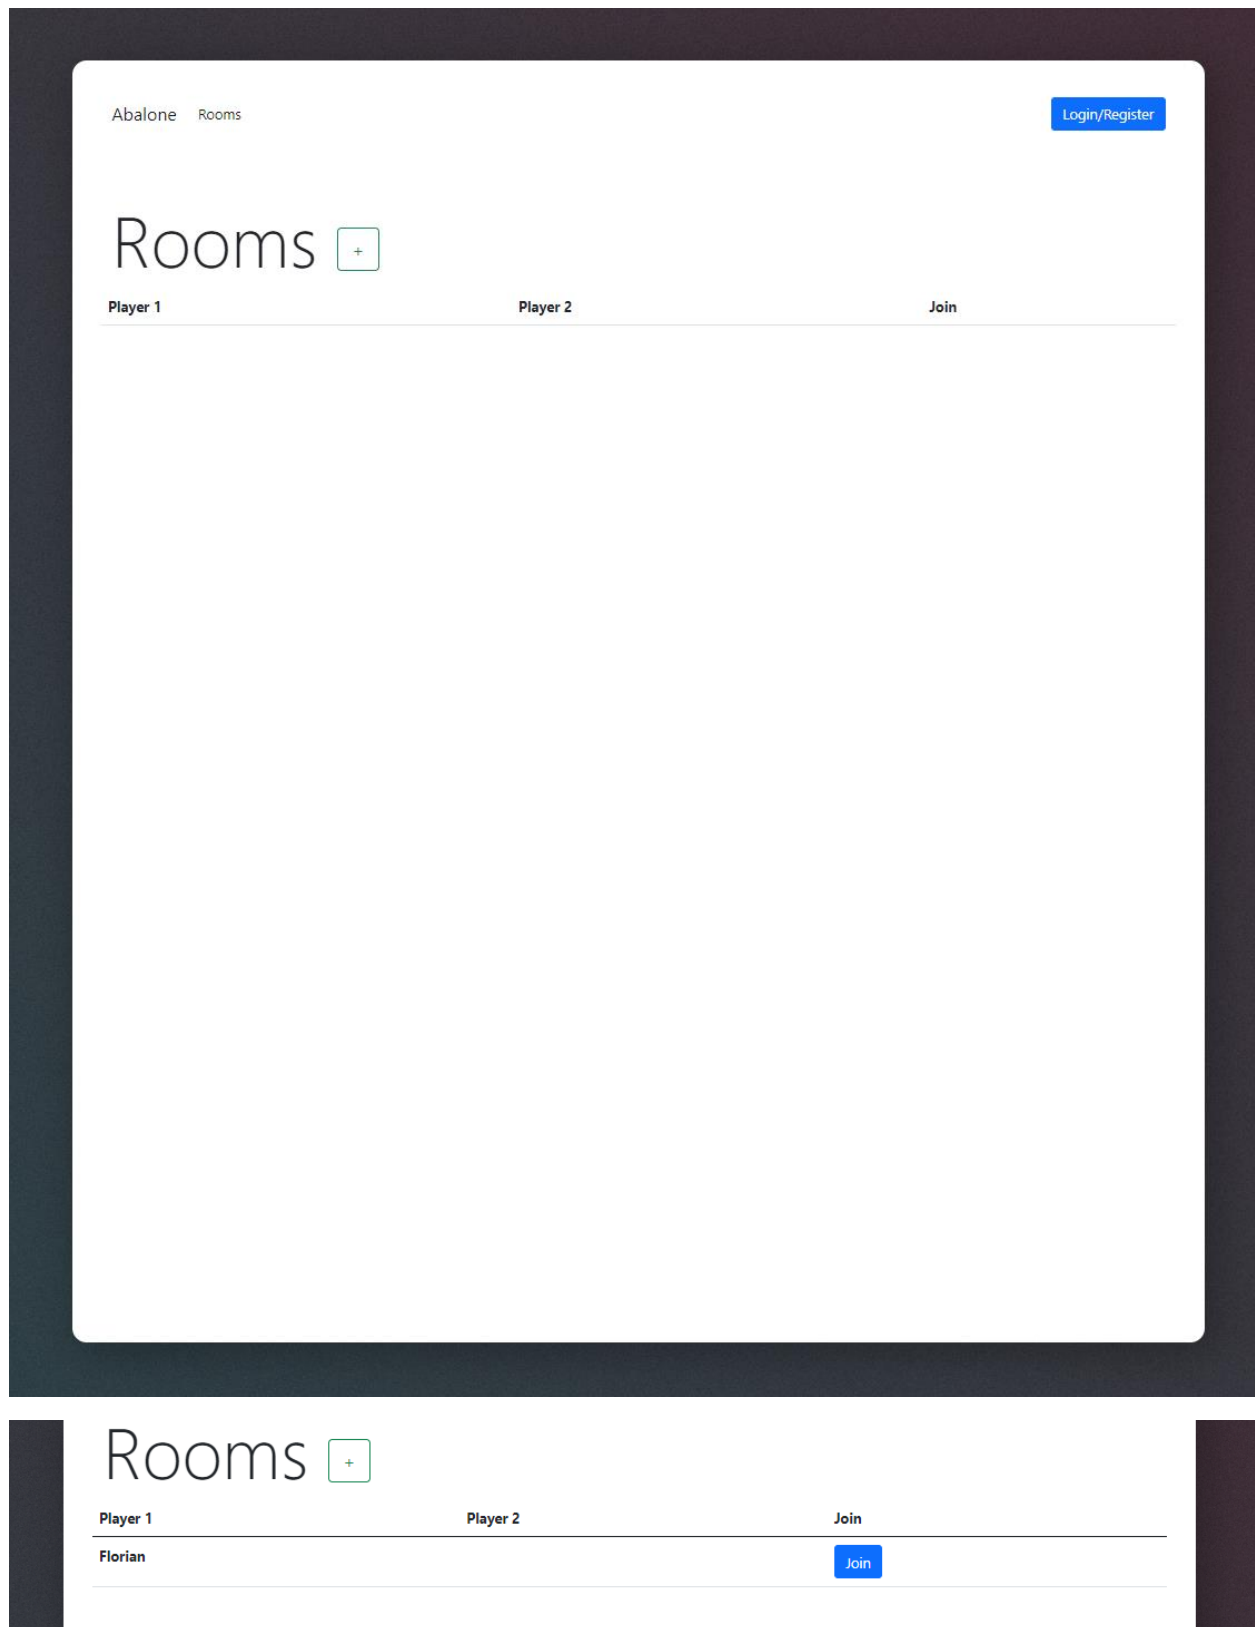 Abalone Rooms Login/Register
Rooms +
Player 1 Player 2 Join
Rooms +
Player 1 Player 2 Join
Florian Join